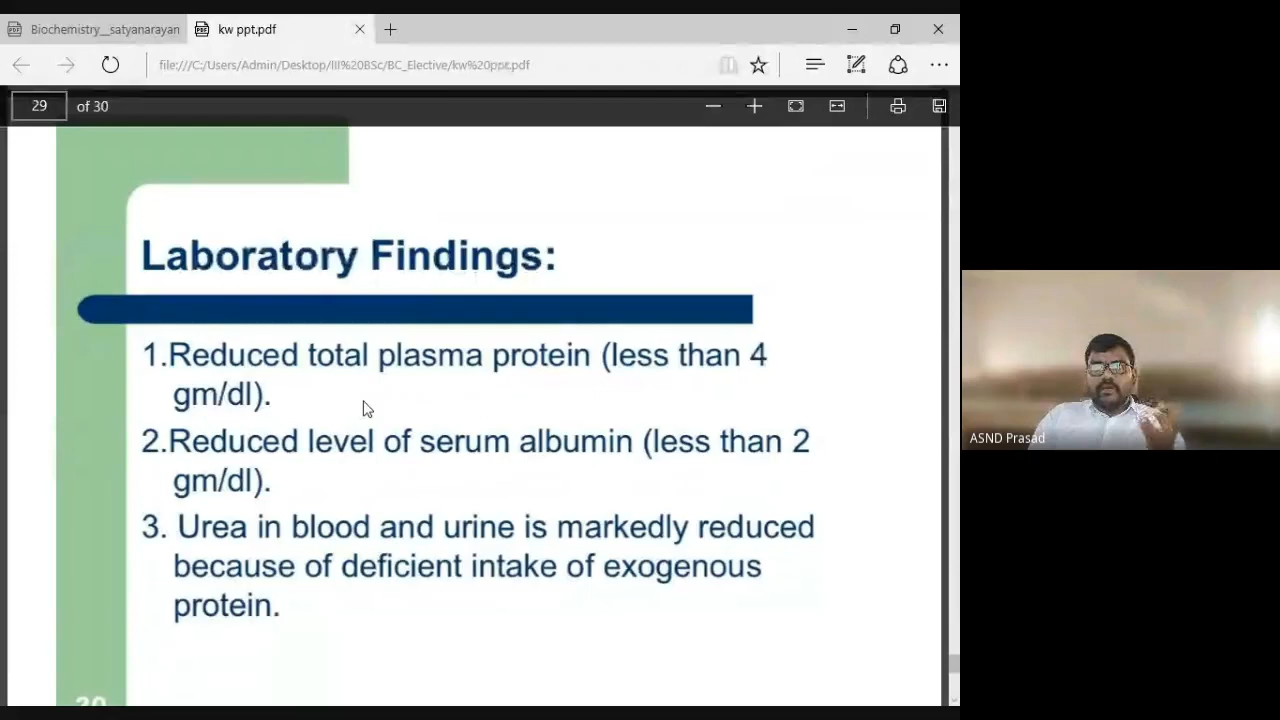 Biochemistry__satyanarayan
kw ppt.pdf
file:///C:/Users/Admin/Desktop/III%20BSc/BC_Elective/kw%20ppt.pdf
29 of 30
Laboratory Findings:
1.Reduced total plasma protein (less than 4
gm/dl).
2.Reduced level of serum albumin (less than 2
gm/dl).
3. Urea in blood and urine is markedly reduced
because of deficient intake of exogenous
protein.
ASND Prasad